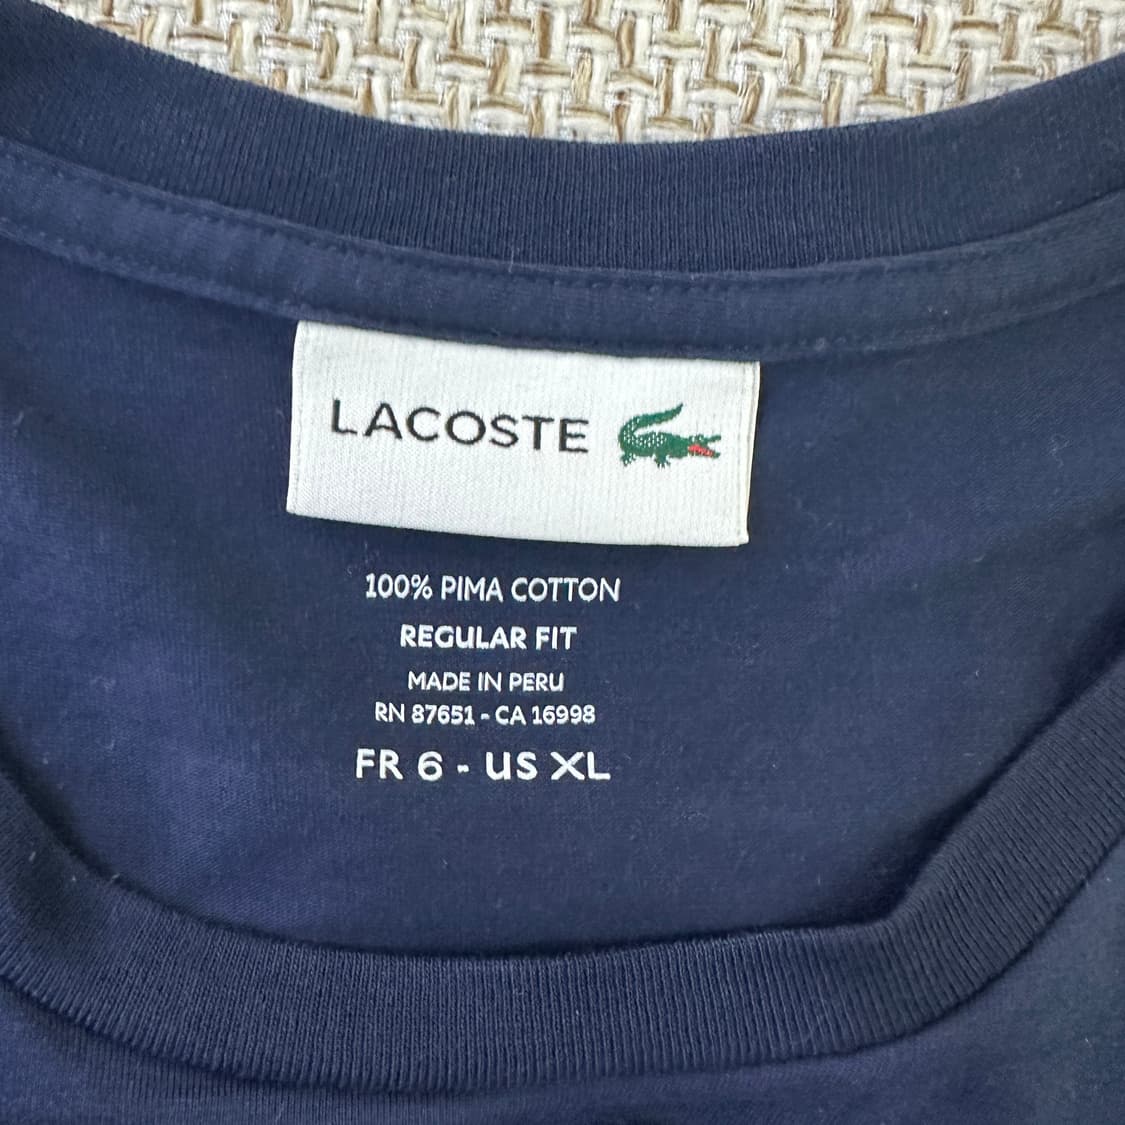 LACOSTE
100% PIMA COTTON
REGULAR FIT
MADE IN PERU
RN 87651 - CA 16998
FR 6 - US XL